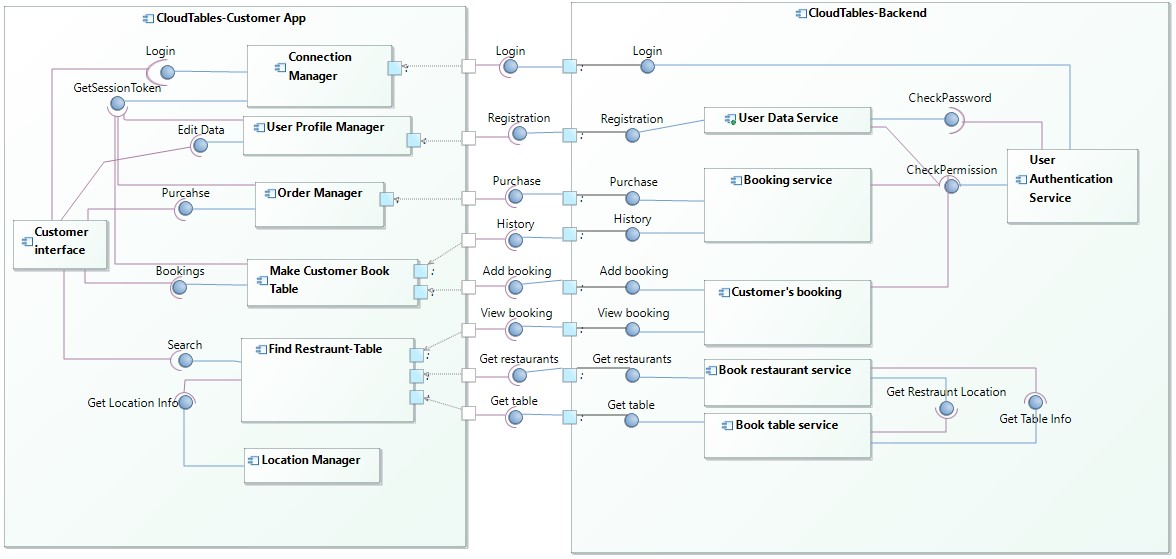 CloudTables-Customer App
CloudTables-Backend
Login
Connection
Manager
:
Login
Login
GetSessionToken
CheckPassword
Edit Data
User Profile Manager
:
Registration
:
Registration
User Data Service
User
Authentication
Service
CheckPermission
Purcahse
Order Manager
:
Purchase
:
Purchase
Booking service
Customer
interface
History
:
History
Bookings
Make Customer Book
Table
:
:
Add booking
:
Add booking
Customer's booking
View booking
:
View booking
Search
Find Restraunt-Table
:
:
:
Get restaurants
:
Get restaurants
Book restaurant service
Get Location Info
Get table
:
Get table
Get Restraunt Location
Get Table Info
Book table service
Location Manager